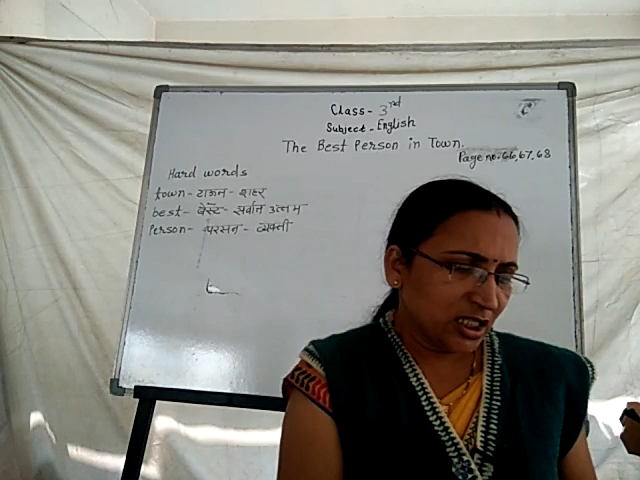 Class - 3rd
Subject - English
The Best Person in Town.
Page no. 66, 67, 68
Hard words
town - टाऊन - शहर
best - बेस्ट - सर्वात उत्तम
Person - परसन - व्यक्ती